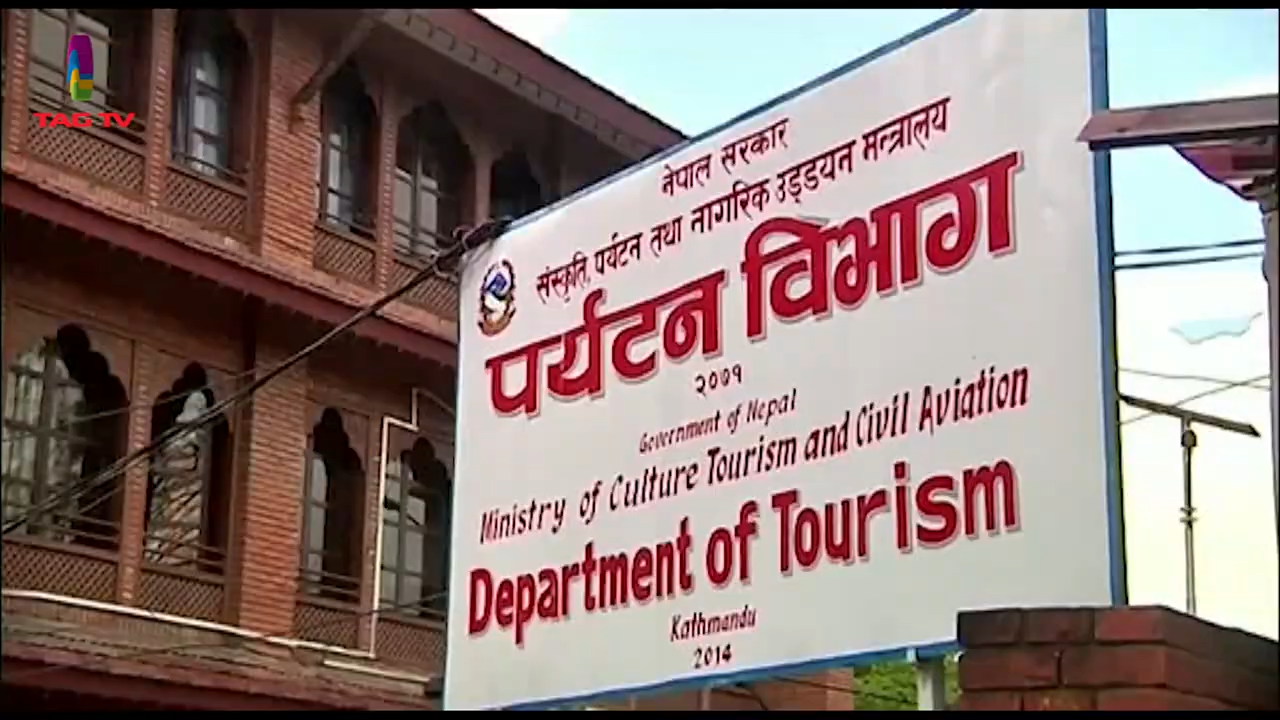 TAG TV
नेपाल सरकार
संस्कृति, पर्यटन तथा नागरिक उड्डयन मन्त्रालय
पर्यटन विभाग
२०७१
Government of Nepal
Ministry of Culture Tourism and Civil Aviation
Department of Tourism
Kathmandu
2014